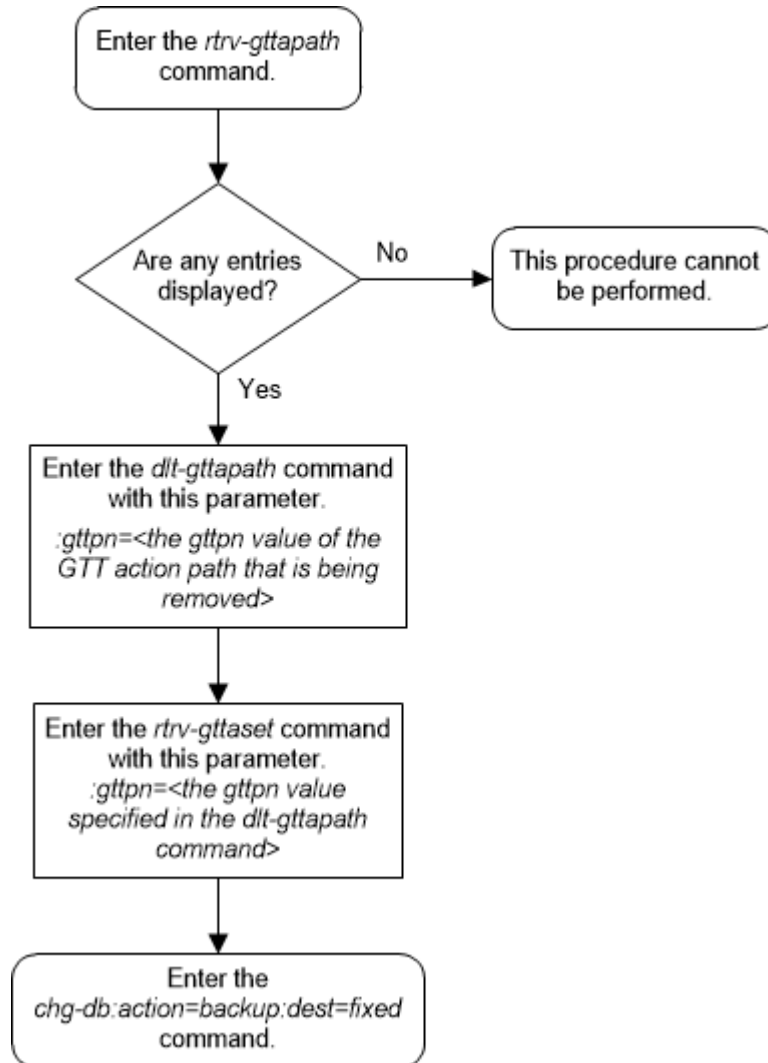 Enter the rtrv-gttapath
command.
Are any entries
displayed?
No
This procedure cannot
be performed.
Yes
Enter the dlt-gttapath command
with this parameter.
:gttpn=<the gttpn value of the
GTT action path that is being
removed>
Enter the rtrv-gttaset command
with this parameter.
:gttpn=<the gttpn value
specified in the dlt-gttapath
command>
Enter the
chg-db:action=backup:dest=fixed
command.